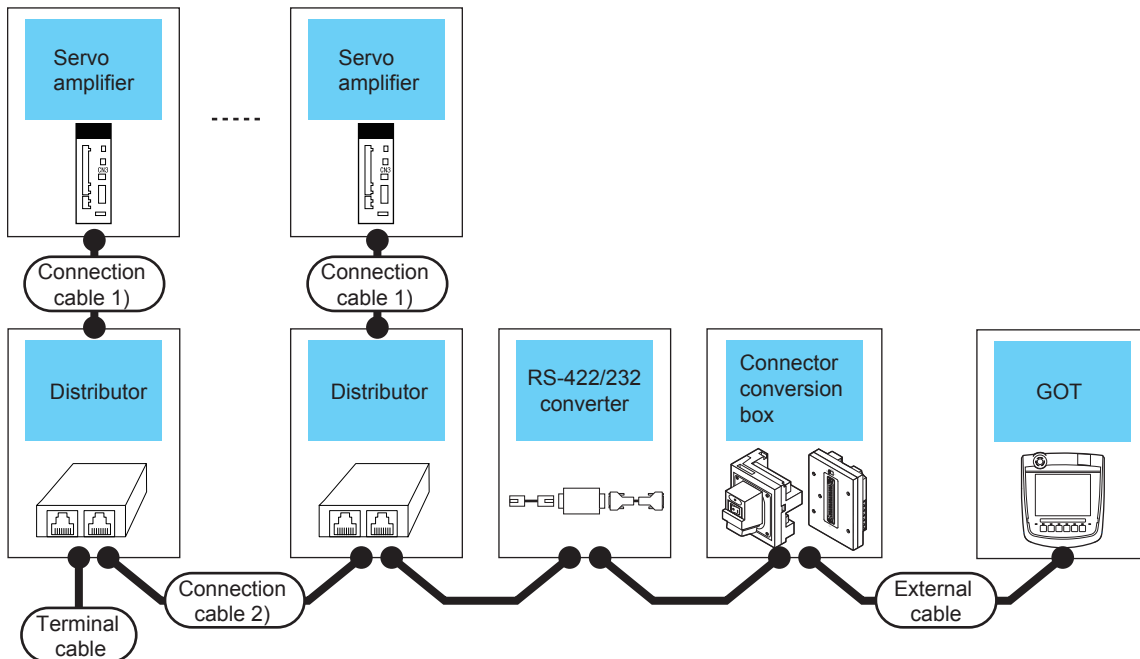 Servo
amplifier
CN3
Servo
amplifier
CN3
Connection
cable 1)
Connection
cable 1)
Distributor
Distributor
RS-422/232
converter
Connector
conversion
box
GOT
Connection
cable 2)
External
cable
Terminal
cable